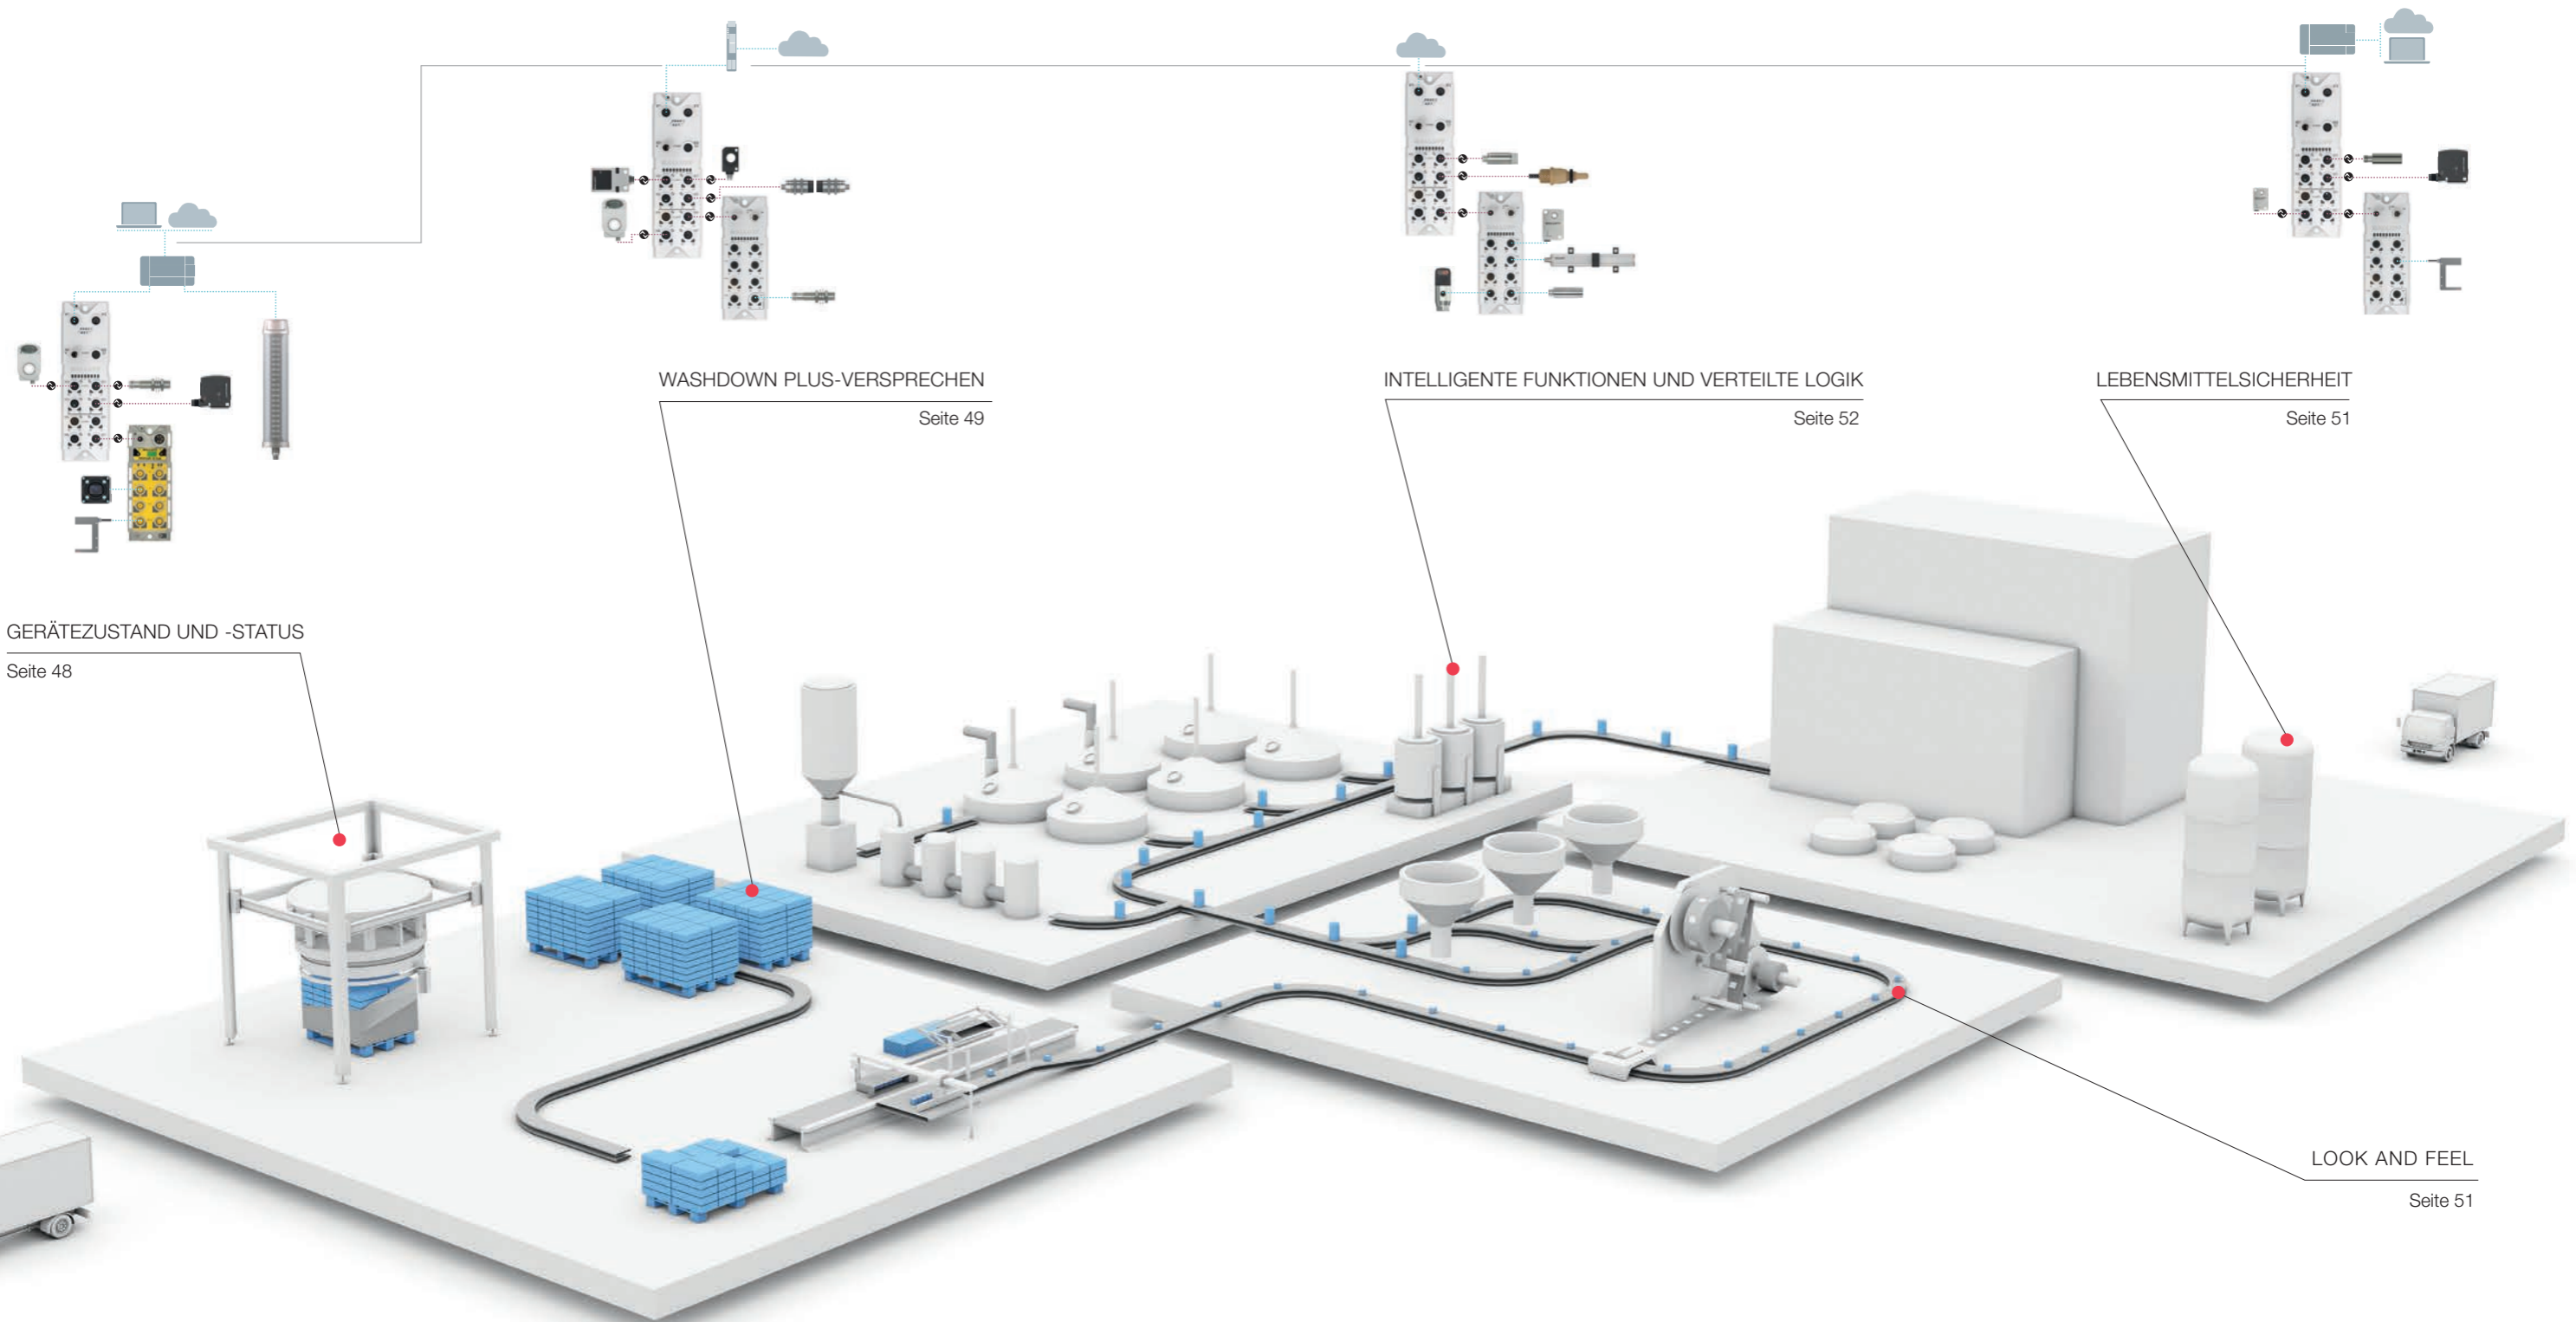 WASHDOWN PLUS-VERSPRECHEN
Seite 49
INTELLIGENTE FUNKTIONEN UND VERTEILTE LOGIK
Seite 52
LEBENSMITTELSICHERHEIT
Seite 51
GERÄTEZUSTAND UND -STATUS
Seite 48
LOOK AND FEEL
Seite 51